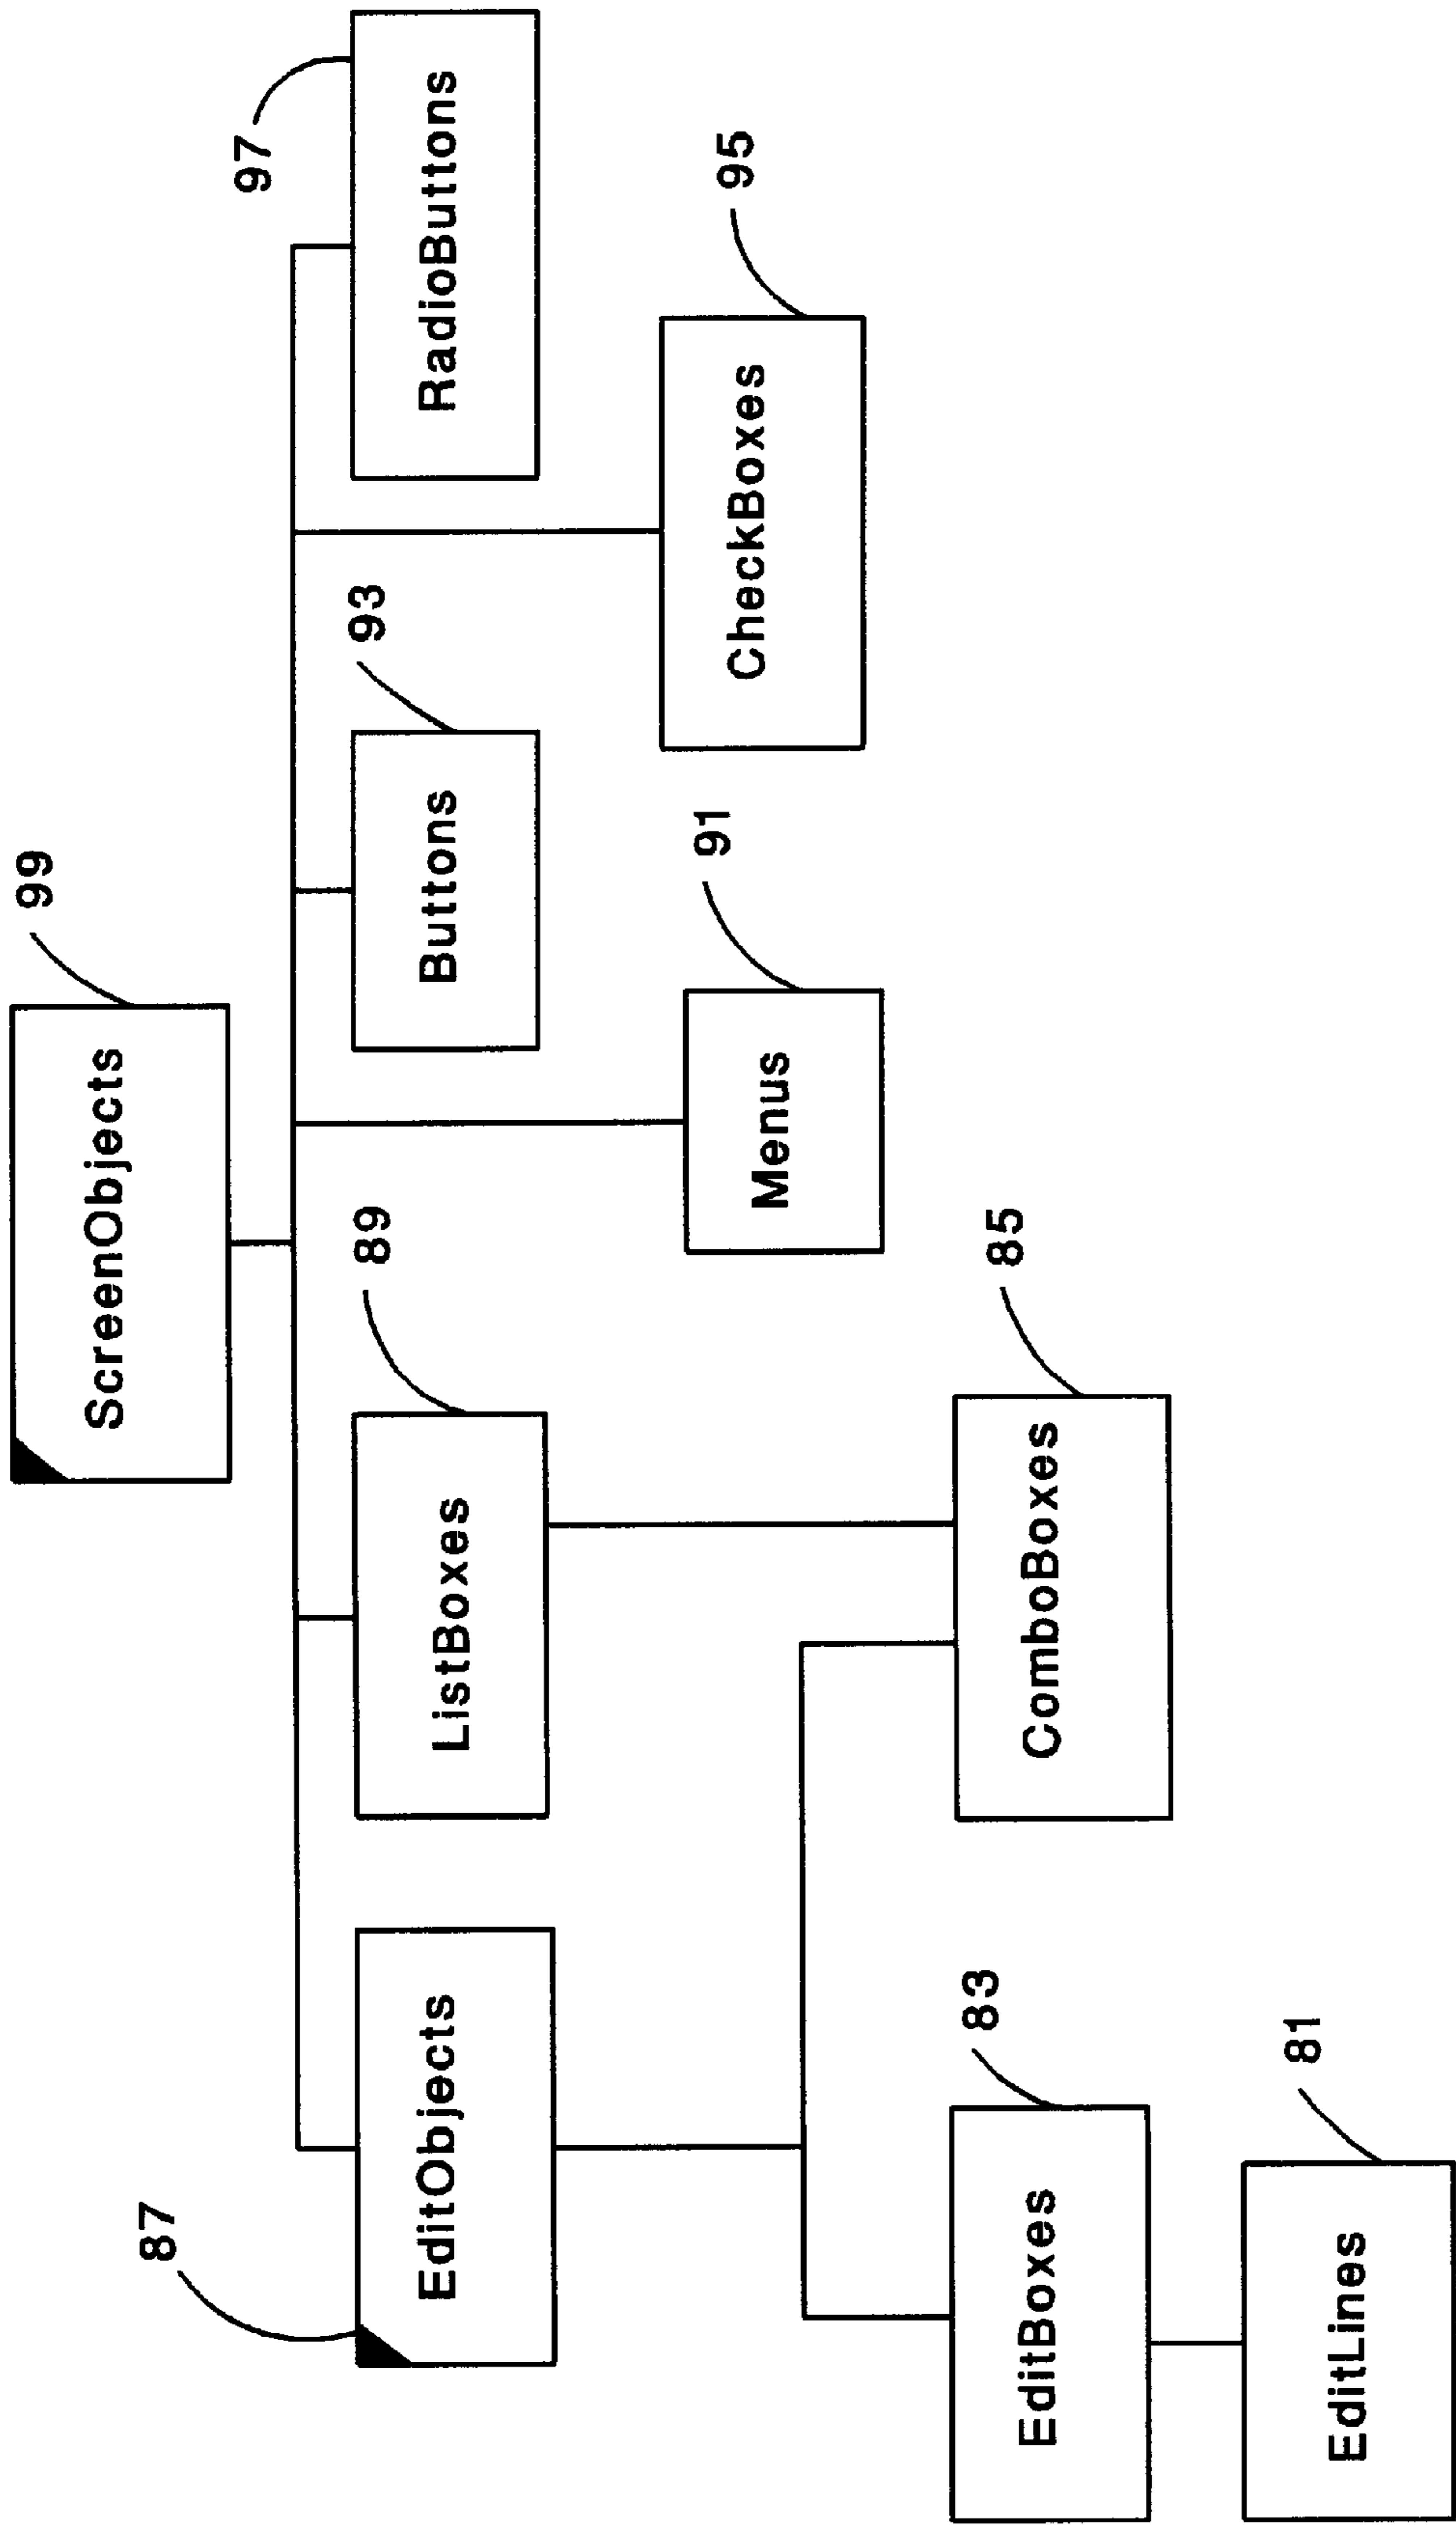 99
ScreenObjects
97
87
EditObjects
89
ListBoxes
93
Buttons
RadioButtons
91
Menus
95
CheckBoxes
83
EditBoxes
85
ComboBoxes
81
EditLines